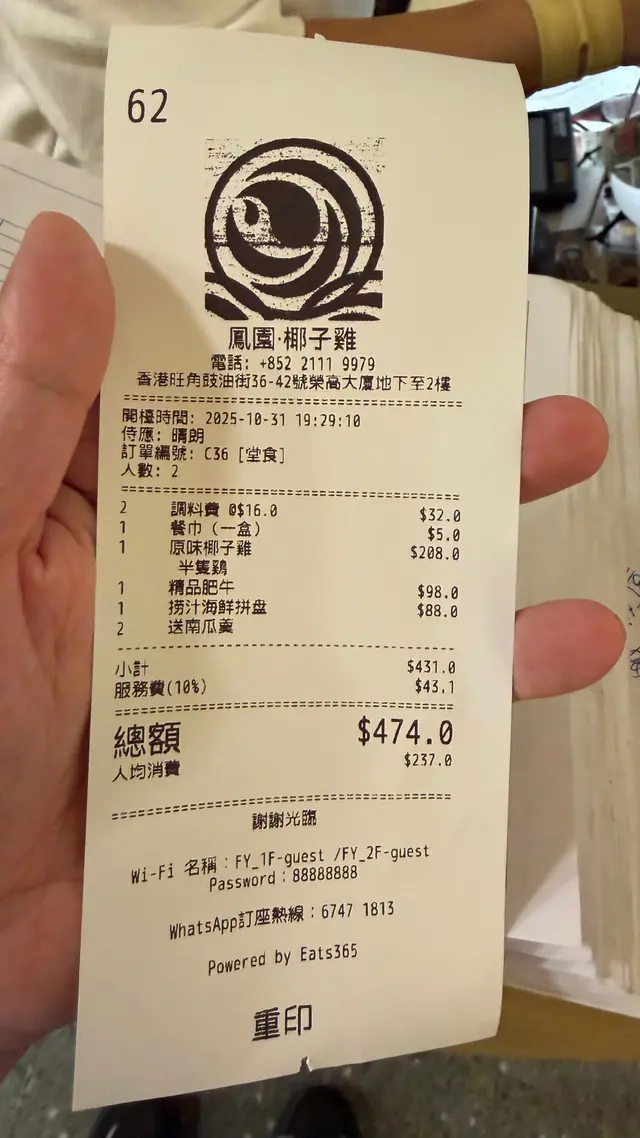 62
鳳園·椰子雞
電話: +852 2111 9979
香港旺角豉油街36-42號榮高大廈地下至2樓
開檯時間: 2025-10-31 19:29:10
侍應: 晴朗
訂單編號: C36 [堂食]
人數: 2
2 調料費 @$16.0 $32.0
1 餐巾 (一盒) $5.0
1 原味椰子雞 $208.0
半隻鷄
1 精品肥牛 $98.0
1 捞汁海鮮拼盘 $88.0
2 送南瓜羹
小計 $431.0
服務費(10%) $43.1
總額 $474.0
人均消費 $237.0
謝謝光臨
Wi-Fi 名稱：FY_1F-guest /FY_2F-guest
Password：88888888
WhatsApp訂座熱線：6747 1813
Powered by Eats365
重印